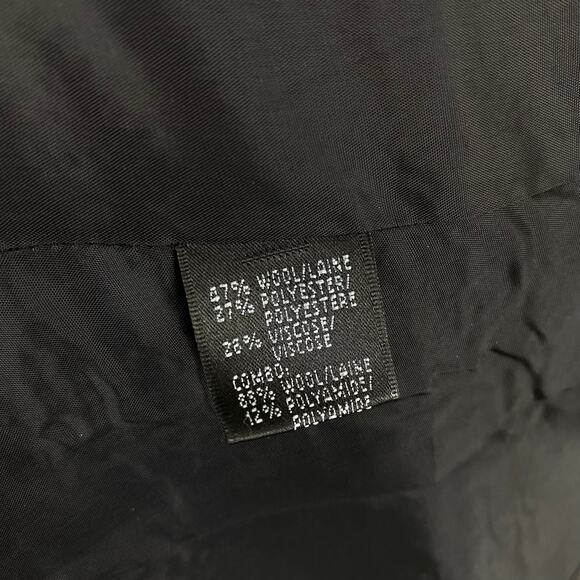 47% WOOL/LAINE
27% POLYESTER/
POLYESTERE
26% VISCOSE/
VISCOSE
COMBO.
88% WOOL/LAINE
12% POLYAMIDE/
POLYAMIDE